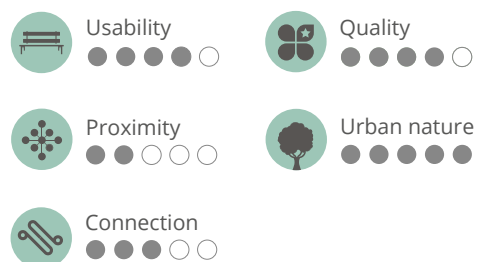 Usability
Quality
Proximity
Urban nature
Connection